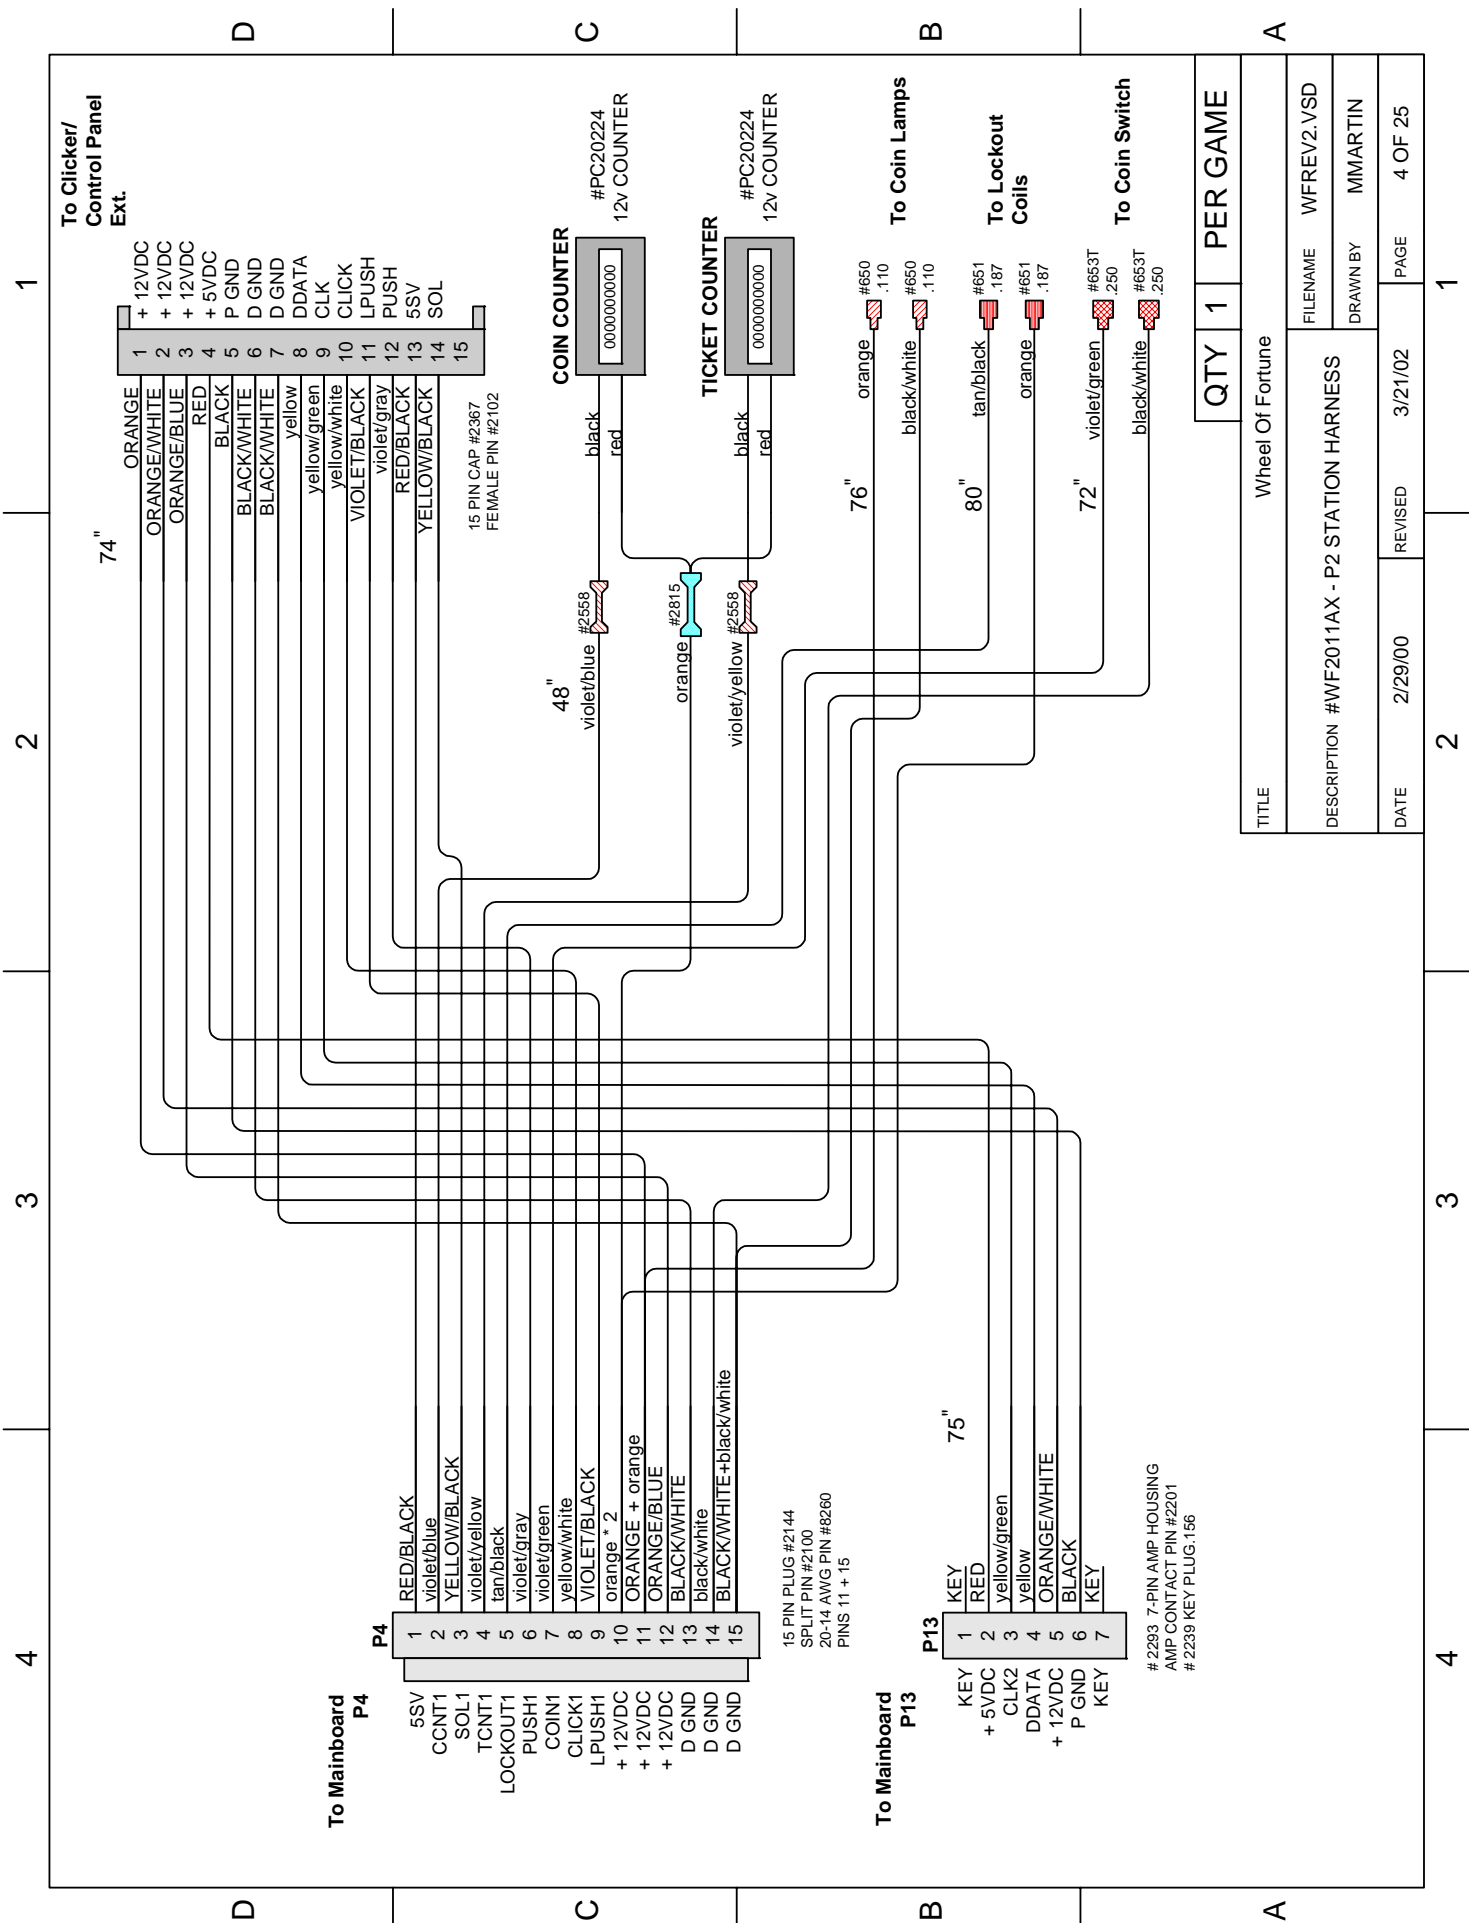 4
3
2
1
D
D
C
C
B
B
A
A
To Mainboard
P4
P4
5SV
CCNT1
SOL1
TCNT1
LOCKOUT1
PUSH1
COIN1
CLICK1
LPUSH1
+ 12VDC
+ 12VDC
+ 12VDC
D GND
D GND
D GND
1
2
3
4
5
6
7
8
9
10
11
12
13
14
15
RED/BLACK
violet/blue
YELLOW/BLACK
violet/yellow
tan/black
violet/gray
violet/green
yellow/white
VIOLET/BLACK
orange * 2
ORANGE + orange
ORANGE/BLUE
BLACK/WHITE
black/white
BLACK/WHITE+black/white
15 PIN PLUG #2144
SPLIT PIN #2100
20-14 AWG PIN #8260
PINS 11 + 15
To Mainboard
P13
P13
KEY
+ 5VDC
CLK2
DDATA
+ 12VDC
P GND
KEY
1
2
3
4
5
6
7
KEY
RED
yellow/green
yellow
ORANGE/WHITE
BLACK
KEY
75"
# 2293 7-PIN AMP HOUSING
AMP CONTACT PIN #2201
# 2239 KEY PLUG.156
To Clicker/
Control Panel
Ext.
74"
ORANGE
ORANGE/WHITE
ORANGE/BLUE
RED
BLACK
BLACK/WHITE
BLACK/WHITE
yellow
yellow/green
yellow/white
VIOLET/BLACK
violet/gray
RED/BLACK
YELLOW/BLACK
1
2
3
4
5
6
7
8
9
10
11
12
13
14
15
+ 12VDC
+ 12VDC
+ 12VDC
+ 5VDC
P GND
D GND
D GND
DDATA
CLK
CLICK
LPUSH
PUSH
5SV
SOL
15 PIN CAP #2367
FEMALE PIN #2102
COIN COUNTER
48"
violet/blue
#2558
black
red
0000000000
#PC20224
12v COUNTER
orange
#2815
TICKET COUNTER
violet/yellow
#2558
black
red
0000000000
#PC20224
12v COUNTER
76"
orange
#650
.110
black/white
#650
.110
To Coin Lamps
80"
tan/black
#651
.187
orange
#651
.187
To Lockout
Coils
72"
violet/green
#653T
.250
black/white
#653T
.250
To Coin Switch
QTY 1 PER GAME
TITLE
Wheel Of Fortune
DESCRIPTION #WF2011AX - P2 STATION HARNESS
FILENAME WFREV2.VSD
DRAWN BY MMARTIN
DATE 2/29/00
REVISED 3/21/02
PAGE 4 OF 25
4
3
2
1